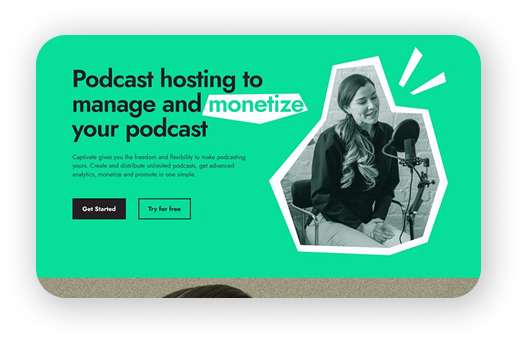 Podcast hosting to
manage and monetize
your podcast
Captivate gives you the freedom and flexibility to make podcasting
yours. Create and distribute unlimited podcasts, get advanced
analytics, monetize and promote in one simple.
Get Started
Try for free